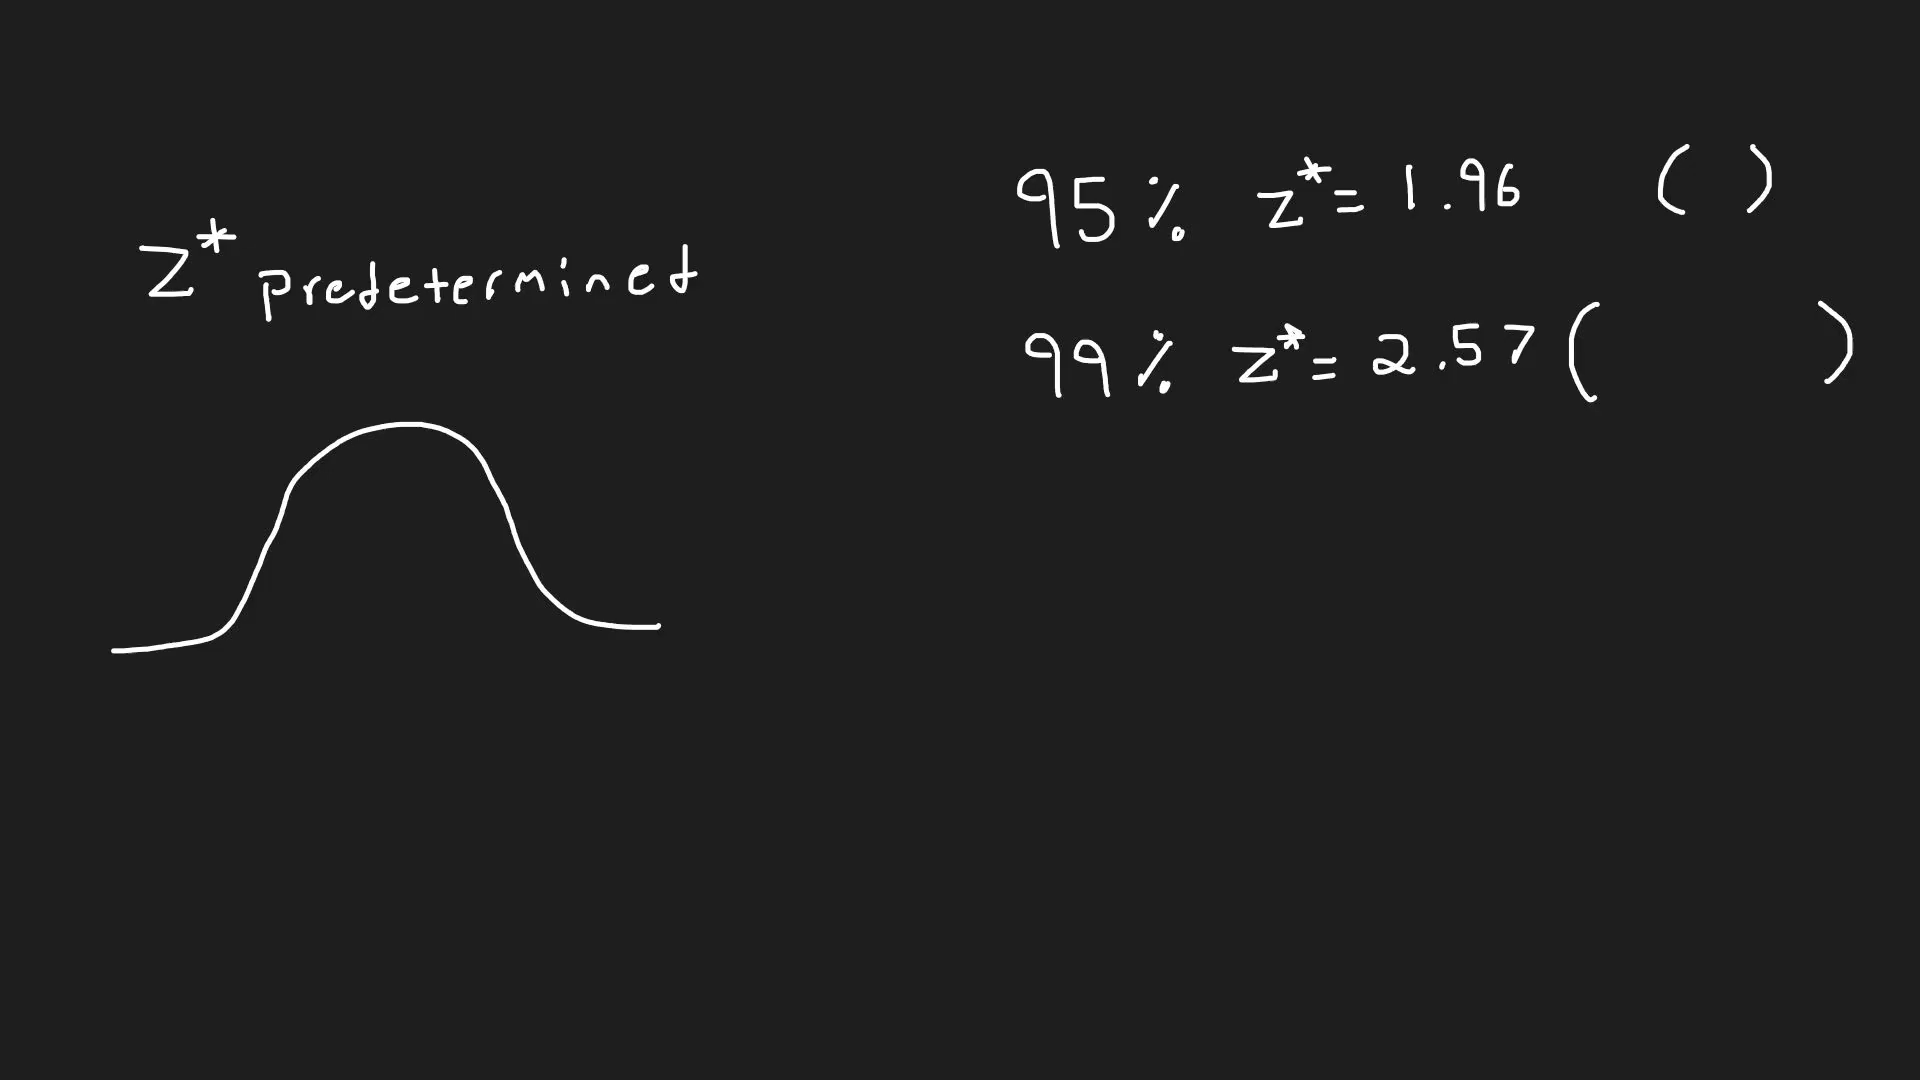 z* predetermined
95% z* = 1.96 ( )
99% z* = 2.57 ( )